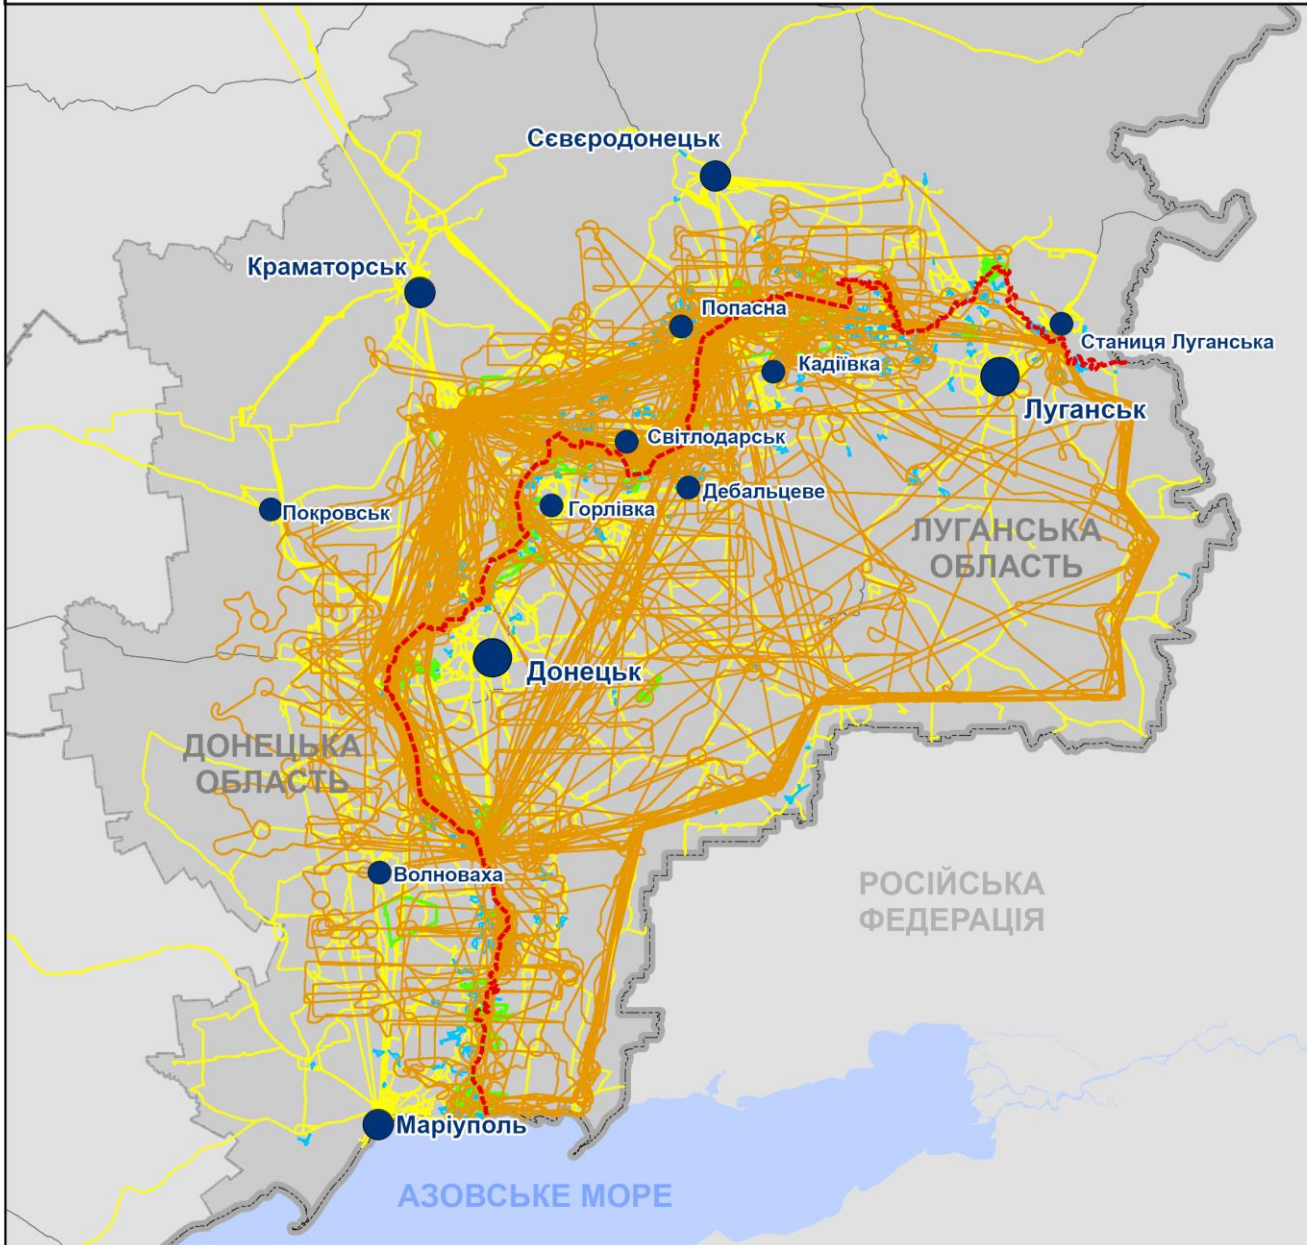 Сєвєродонецьк
Краматорськ
Попасна
Станиця Луганська
Кадіївка
Луганськ
Світлодарськ
Дебальцеве
Горлівка
Покровськ
ЛУГАНСЬКА
ОБЛАСТЬ
Донецьк
ДОНЕЦЬКА
ОБЛАСТЬ
Волноваха
РОСІЙСЬКА
ФЕДЕРАЦІЯ
Маріуполь
АЗОВСЬКЕ МОРЕ